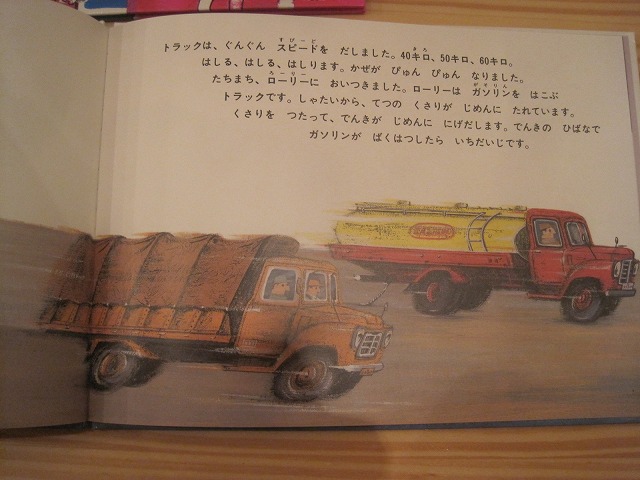 トラックは、ぐんぐん スピードを だしました。40キロ、50キロ、60キロ。
はしる、はしる、はしります。かぜが びゅん びゅん なりました。
たちまち、ローリーに おいつきました。ローリーは ガソリンを はこぶ
トラックです。しゃたいから、てつの くさりが じめんに たれています。
くさりを つたって、でんきが じめんに にげだします。でんきの ひばなで
ガソリンが ばくはつしたら いちだいじです。